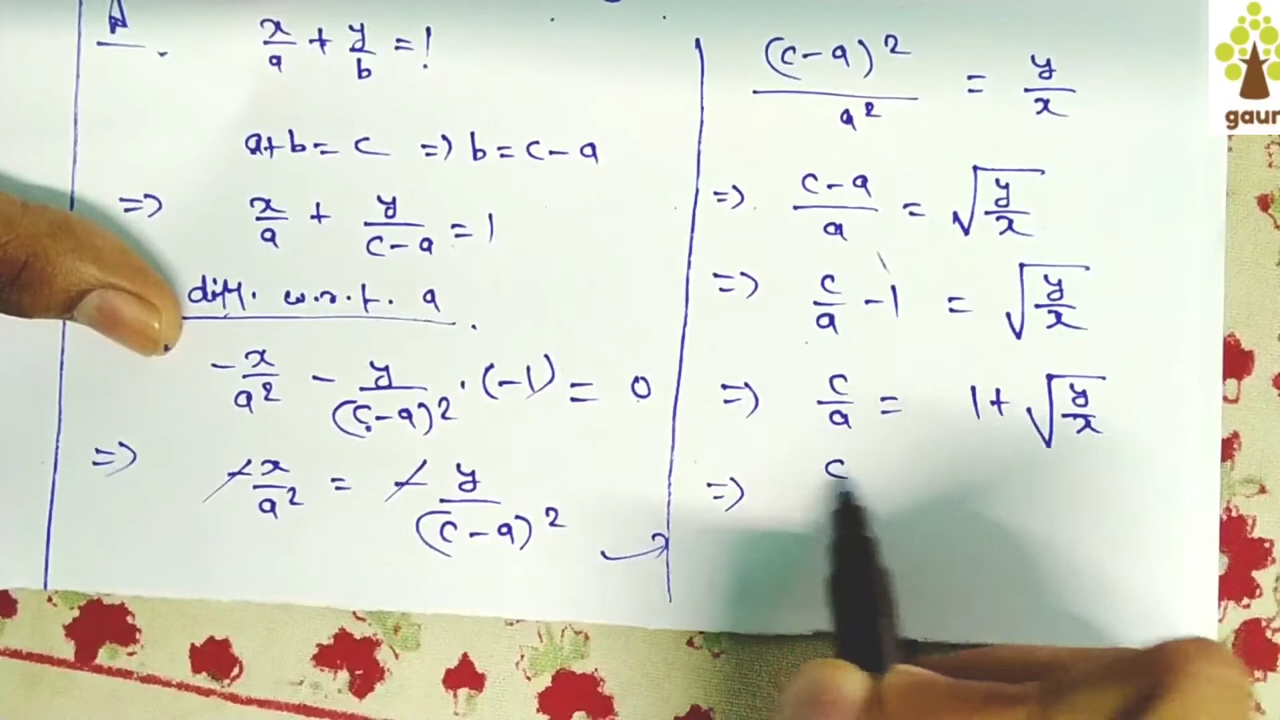 A.
x/a + y/b = 1
a+b = c => b = c - a
=> x/a + y/(c-a) = 1
diff. w.r.t. a
-x/a² - y/(c-a)² · (-1) = 0
=> -x/a² = -y/(c-a)²
(c-a)²/a² = y/x
=> (c-a)/a = √(y/x)
=> c/a - 1 = √(y/x)
=> c/a = 1 + √(y/x)
=> c
gaur